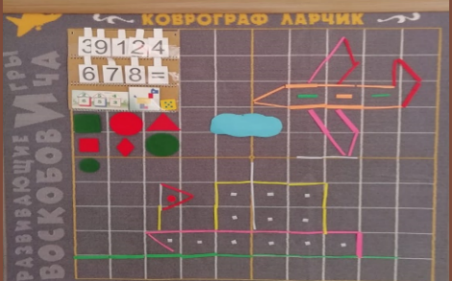 КОВРОГРАФ ЛАРЧИК
39124
678=
РАЗВИВАЮЩИЕ ИГРЫ
ВОСКОБОВИЧА